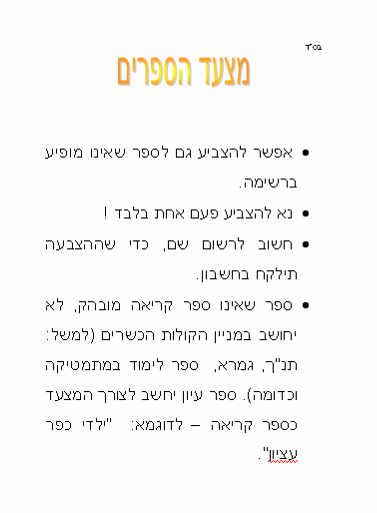 בס"ד
מצעד הספרים
• אפשר להצביע גם לספר שאינו מופיע
ברשימה.
• נא להצביע פעם אחת בלבד !
• חשוב לרשום שם, כדי שההצבעה
תילקח בחשבון.
• ספר שאינו ספר קריאה מובהק, לא
יחושב במניין הקולות הכשרים (למשל:
תנ"ך, גמרא, ספר לימוד במתמטיקה
וכדומה). ספר עיון יחשב לצורך המצעד
כספר קריאה – לדוגמא: "ילדי כפר
עציון".